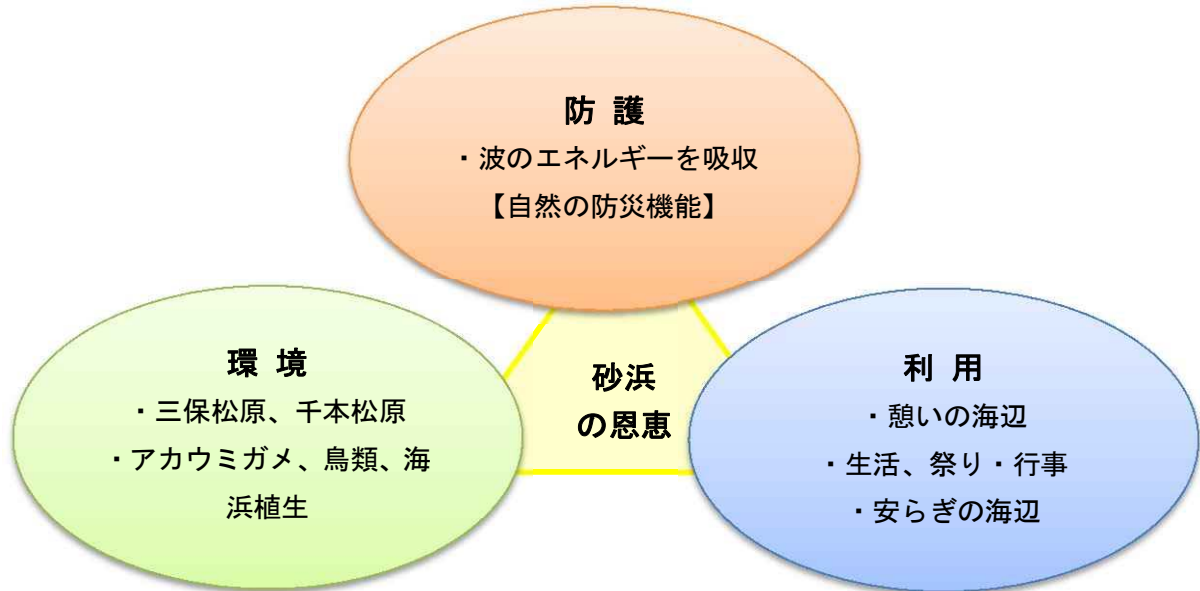 防 護
・波のエネルギーを吸収
【自然の防災機能】
環 境
・三保松原、千本松原
・アカウミガメ、鳥類、海
浜植生
砂浜
の恩恵
利 用
・憩いの海辺
・生活、祭り・行事
・安らぎの海辺